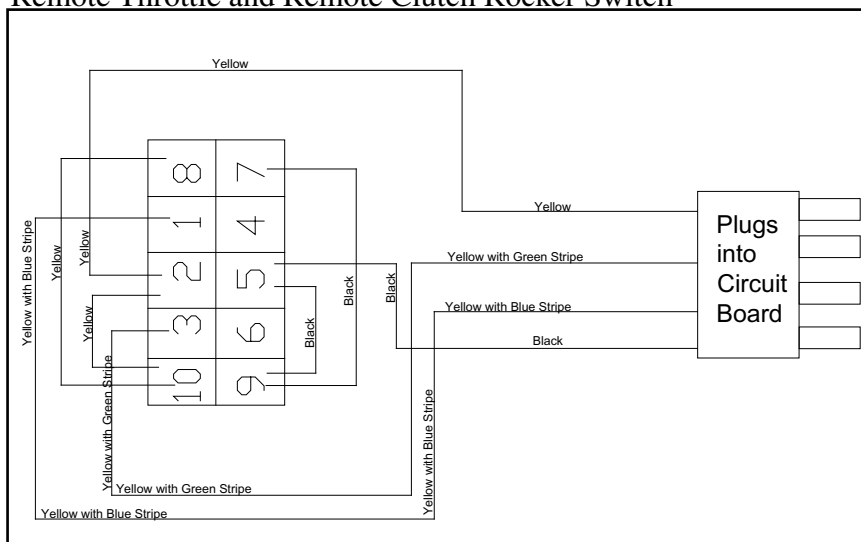 Remote Throttle and Remote Clutch Rocker Switch
Yellow
8 7
1 4
2 5
3 6
10 9
Yellow with Blue Stripe
Yellow
Yellow
Yellow
Yellow with Green Stripe
Black
Black
Black
Yellow
Yellow with Green Stripe
Yellow with Blue Stripe
Black
Plugs
into
Circuit
Board
Yellow with Blue Stripe
Yellow with Green Stripe
Yellow with Blue Stripe